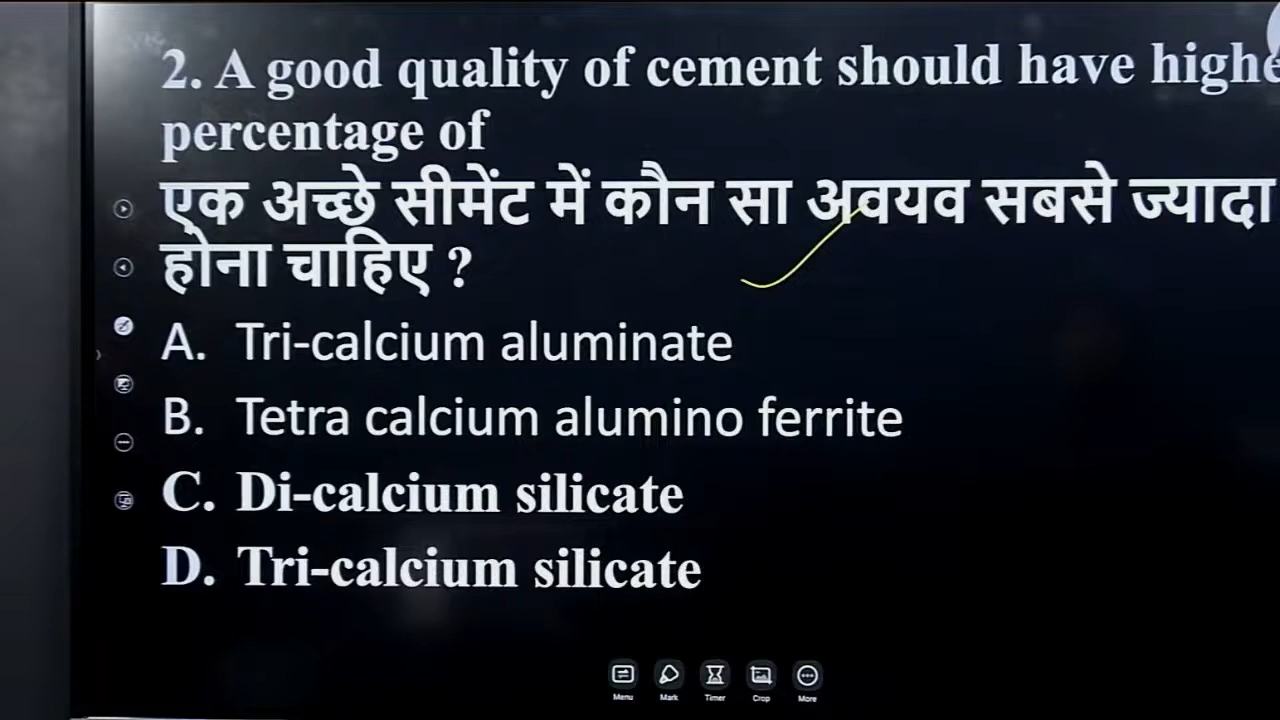 2. A good quality of cement should have highe
percentage of
एक अच्छे सीमेंट में कौन सा अवयव सबसे ज्यादा
होना चाहिए ?
A. Tri-calcium aluminate
B. Tetra calcium alumino ferrite
C. Di-calcium silicate
D. Tri-calcium silicate
Menu Mark Timer Crop More